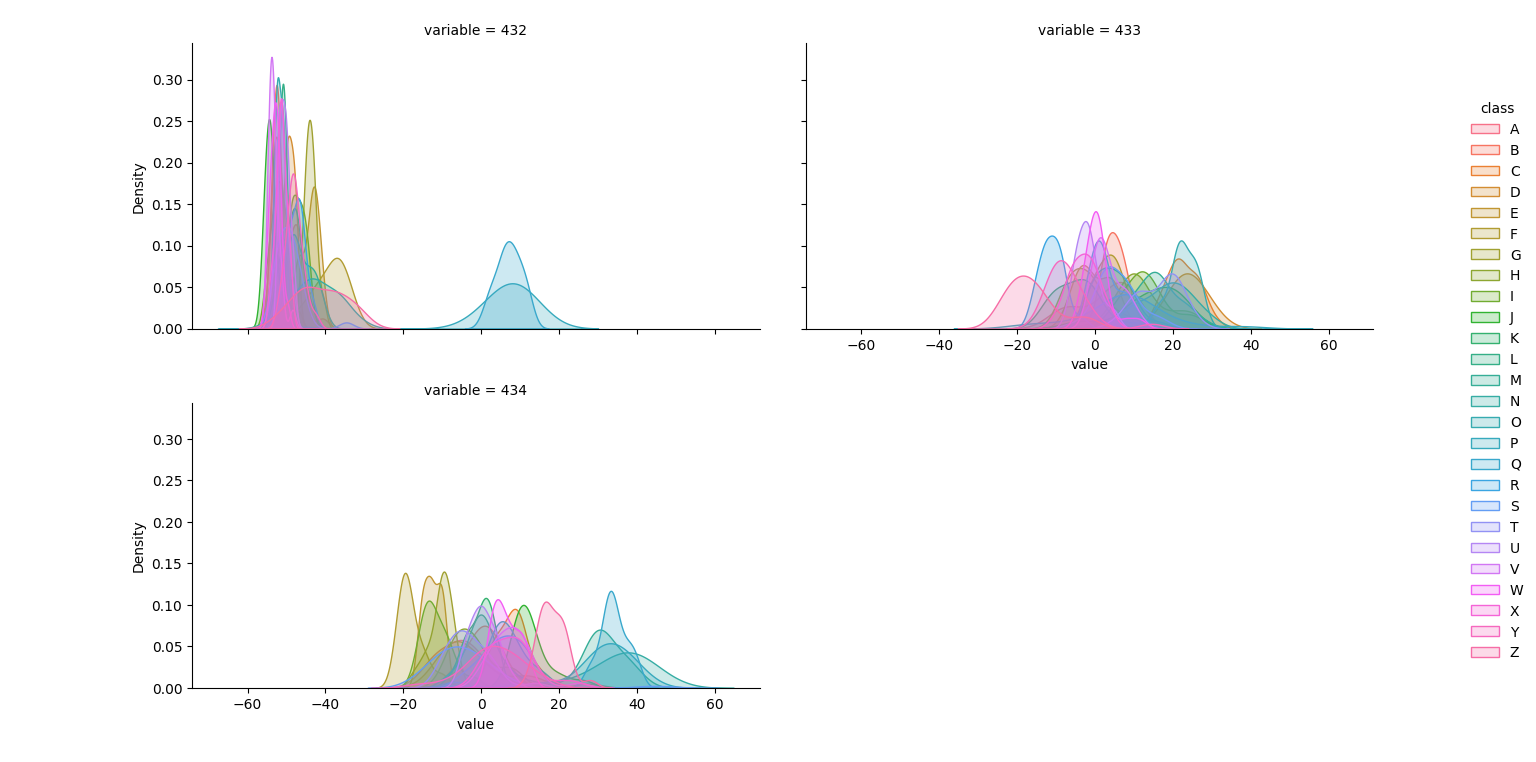 variable = 432
0.30
0.25
0.20
0.15
0.10
0.05
0.00
Density
variable = 433
−60 −40 −20 0 20 40 60
value
variable = 434
0.30
0.25
0.20
0.15
0.10
0.05
0.00
Density
−60 −40 −20 0 20 40 60
value
class
A
B
C
D
E
F
G
H
I
J
K
L
M
N
O
P
Q
R
S
T
U
V
W
X
Y
Z